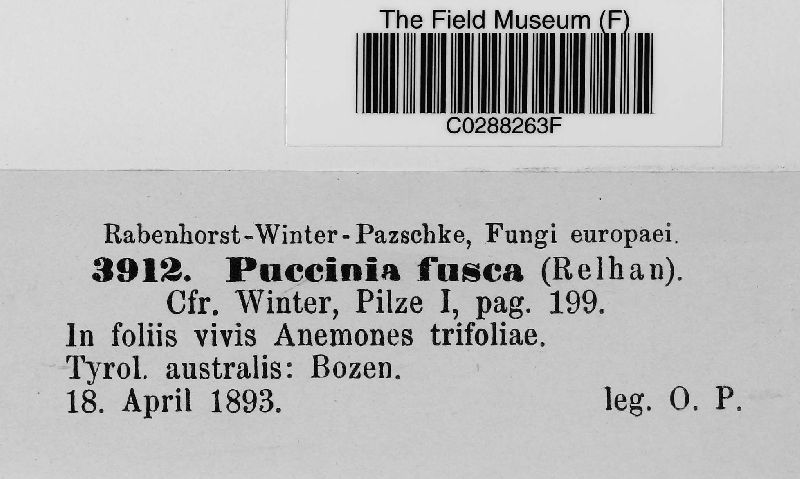 The Field Museum (F)
C0288263F
Rabenhorst-Winter-Pazschke, Fungi europaei.
3912. Puccinia fusca (Relhan).
Cfr. Winter, Pilze I, pag. 199.
In foliis vivis Anemones trifoliae.
Tyrol. australis: Bozen.
18. April 1893. leg. O. P.